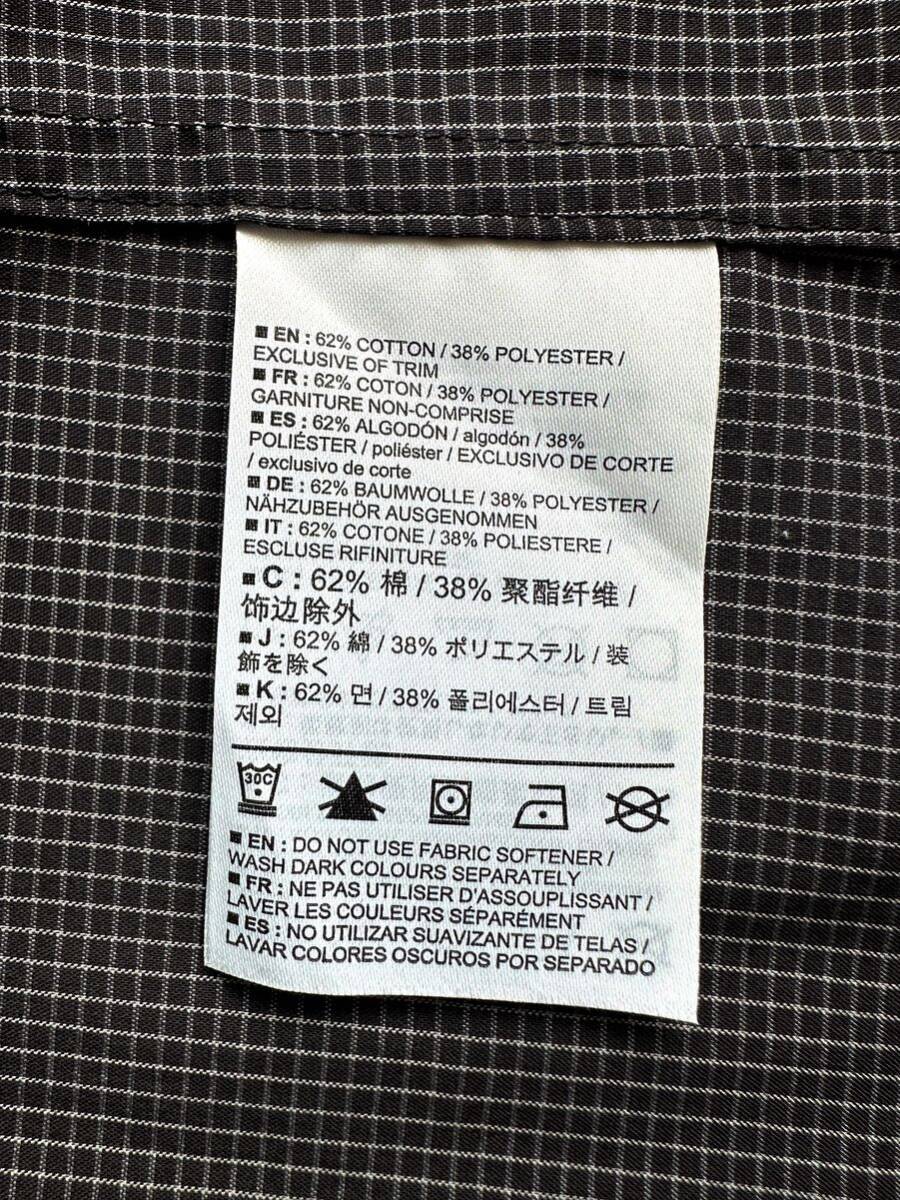 ■ EN : 62% COTTON / 38% POLYESTER /
EXCLUSIVE OF TRIM
■ FR : 62% COTON / 38% POLYESTER /
GARNITURE NON-COMPRISE
■ ES : 62% ALGODÓN / algodón / 38%
POLIÉSTER / poliéster / EXCLUSIVO DE CORTE
/ exclusivo de corte
■ DE : 62% BAUMWOLLE / 38% POLYESTER /
NÄHZUBEHÖR AUSGENOMMEN
■ IT : 62% COTONE / 38% POLIESTERE /
ESCLUSE RIFINITURE
■ C : 62% 棉 / 38% 聚酯纤维 /
饰边除外
■ J : 62% 綿 / 38% ポリエステル / 装
飾を除く
■ K : 62% 면 / 38% 폴리에스터 / 트림
제외
30C
■ EN : DO NOT USE FABRIC SOFTENER /
WASH DARK COLOURS SEPARATELY
■ FR : NE PAS UTILISER D'ASSOUPLISSANT /
LAVER LES COULEURS SÉPARÉMENT
■ ES : NO UTILIZAR SUAVIZANTE DE TELAS /
LAVAR COLORES OSCUROS POR SEPARADO